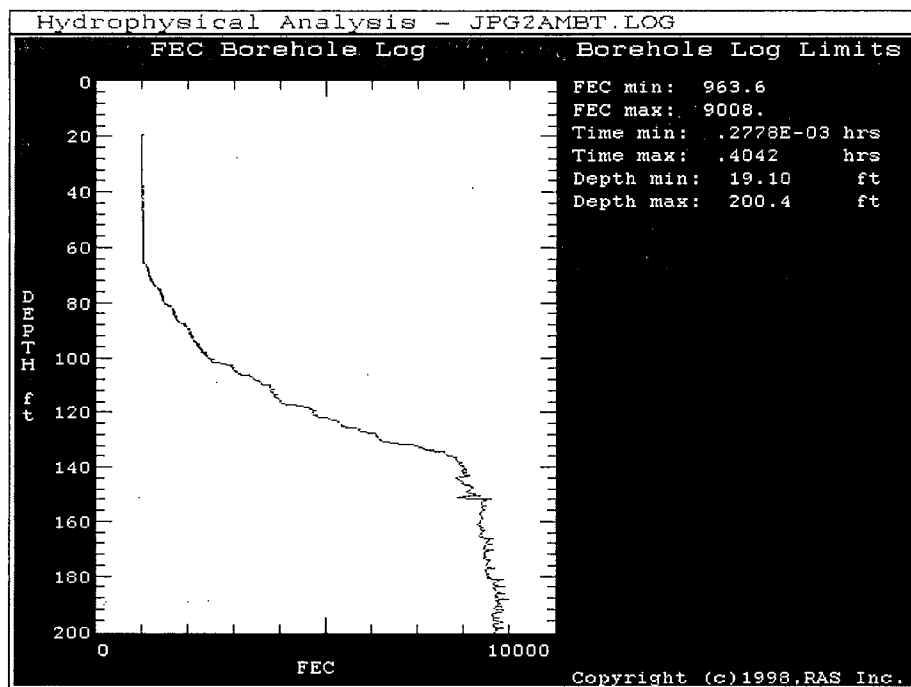 Hydrophysical Analysis - JPG2AMBT.LOG
FEC Borehole Log
Borehole Log Limits
FEC min: 963.6
FEC max: 9008.
Time min: .2778E-03 hrs
Time max: .4042 hrs
Depth min: 19.10 ft
Depth max: 200.4 ft
0
20
40
60
80
100
120
140
160
180
200
DEPTH ft
0
10000
FEC
Copyright (c)1998,RAS Inc.